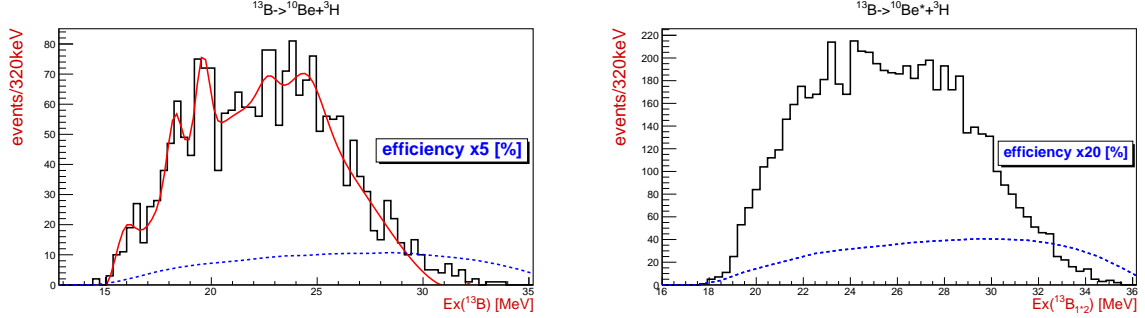 ¹³B->¹⁰Be+³H
events/320keV
80
70
60
50
40
30
20
10
0
efficiency x5 [%]
15 20 25 30 35
Ex(¹³B) [MeV]
¹³B->¹⁰Be*+³H
events/320keV
220
200
180
160
140
120
100
80
60
40
20
0
efficiency x20 [%]
16 18 20 22 24 26 28 30 32 34 36
Ex(¹³B₁*₂) [MeV]